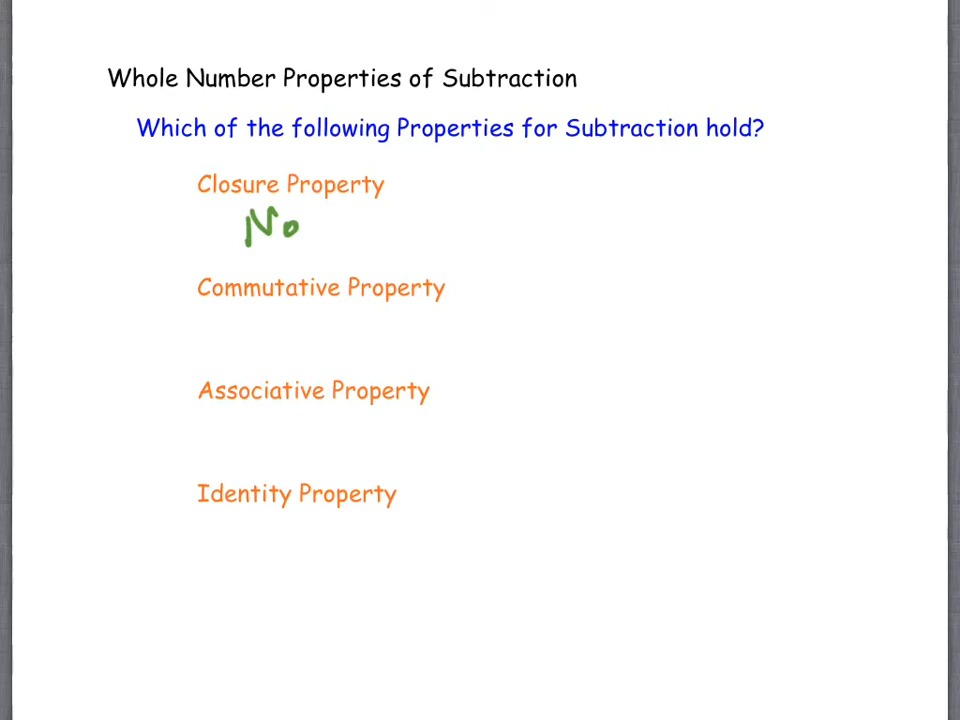 Whole Number Properties of Subtraction
Which of the following Properties for Subtraction hold?
Closure Property
No
Commutative Property
Associative Property
Identity Property